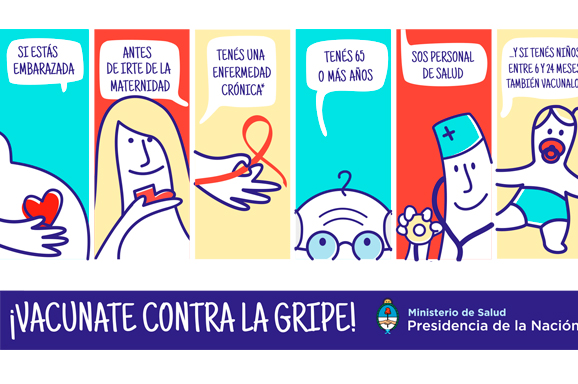 SI ESTÁS
EMBARAZADA
ANTES
DE IRTE DE LA
MATERNIDAD
TENÉS UNA
ENFERMEDAD
CRÓNICA*
TENÉS 65
O MÁS AÑOS
SOS PERSONAL
DE SALUD
...Y SI TENÉS NIÑOS
ENTRE 6 Y 24 MESES
TAMBIÉN VACUNALO
¡VACUNATE CONTRA LA GRIPE!
Ministerio de Salud
Presidencia de la Nación